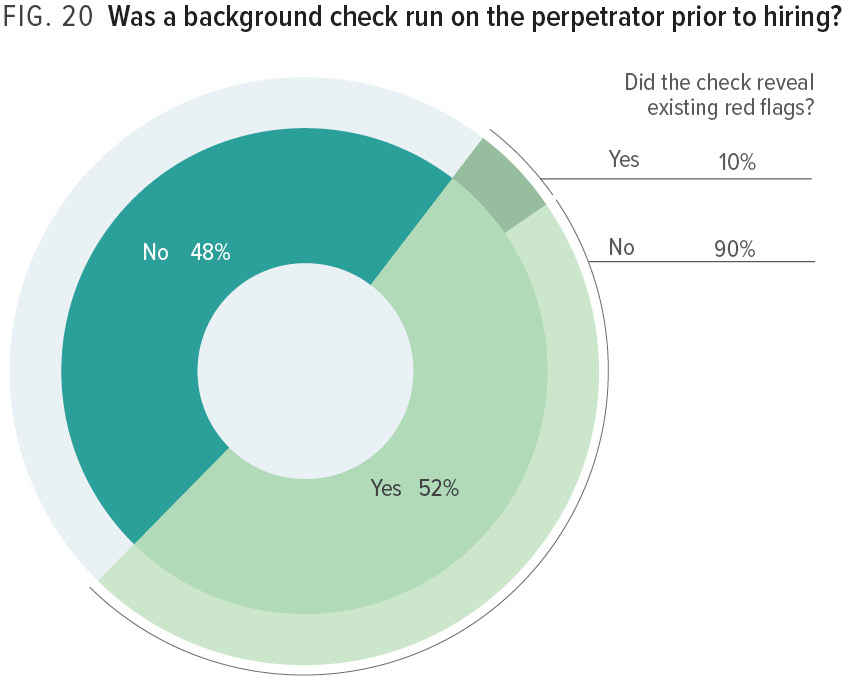 FIG. 20 Was a background check run on the perpetrator prior to hiring?
Did the check reveal
existing red flags?
Yes 10%
No 90%
No 48%
Yes 52%